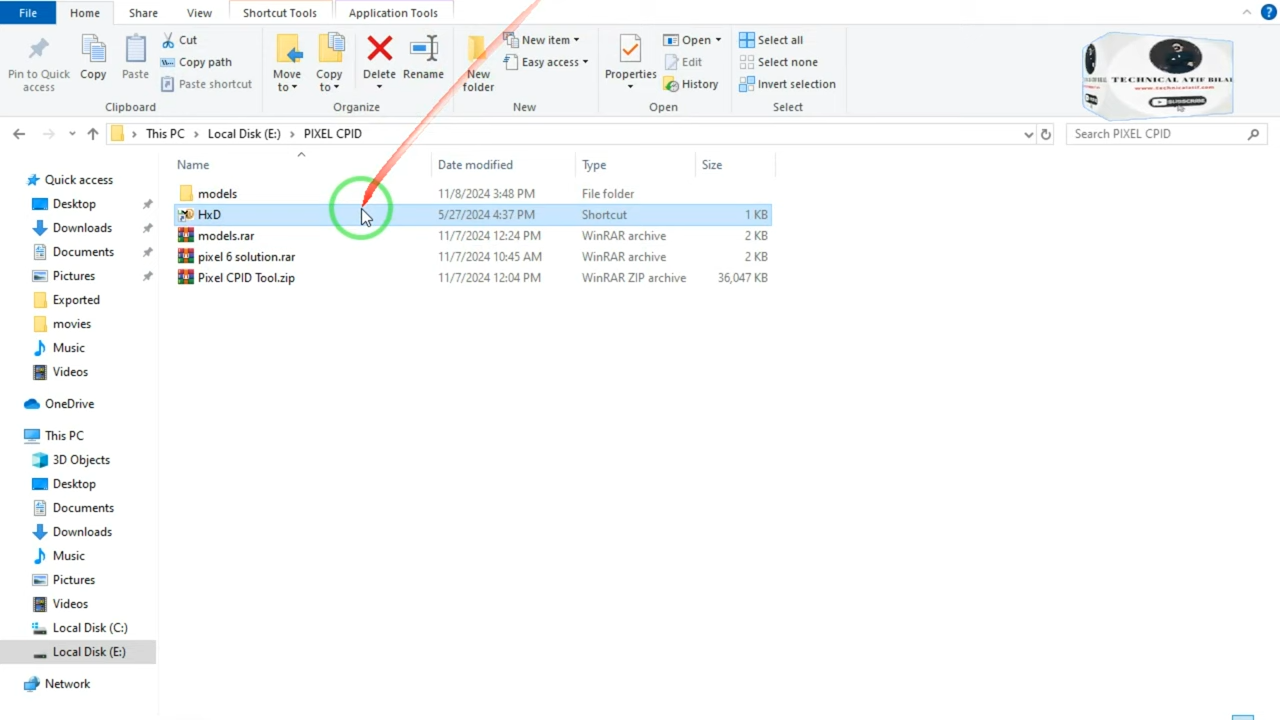 File Home Share View Shortcut Tools Application Tools
Pin to Quick access
Copy
Paste
Cut
Copy path
Paste shortcut
Clipboard
Move to
Copy to
Delete
Rename
Organize
New folder
New item
Easy access
New
Properties
Open
Edit
History
Open
Select all
Select none
Invert selection
Select
TECHNICAL ATIF BILAL
www.technicalatif.com
SUBSCRIBE
This PC > Local Disk (E:) > PIXEL CPID
Search PIXEL CPID
Name Date modified Type Size
models 11/8/2024 3:48 PM File folder
HxD 5/27/2024 4:37 PM Shortcut 1 KB
models.rar 11/7/2024 12:24 PM WinRAR archive 2 KB
pixel 6 solution.rar 11/7/2024 10:45 AM WinRAR archive 2 KB
Pixel CPID Tool.zip 11/7/2024 12:04 PM WinRAR ZIP archive 36,047 KB
Quick access
Desktop
Downloads
Documents
Pictures
Exported
movies
Music
Videos
OneDrive
This PC
3D Objects
Desktop
Documents
Downloads
Music
Pictures
Videos
Local Disk (C:)
Local Disk (E:)
Network